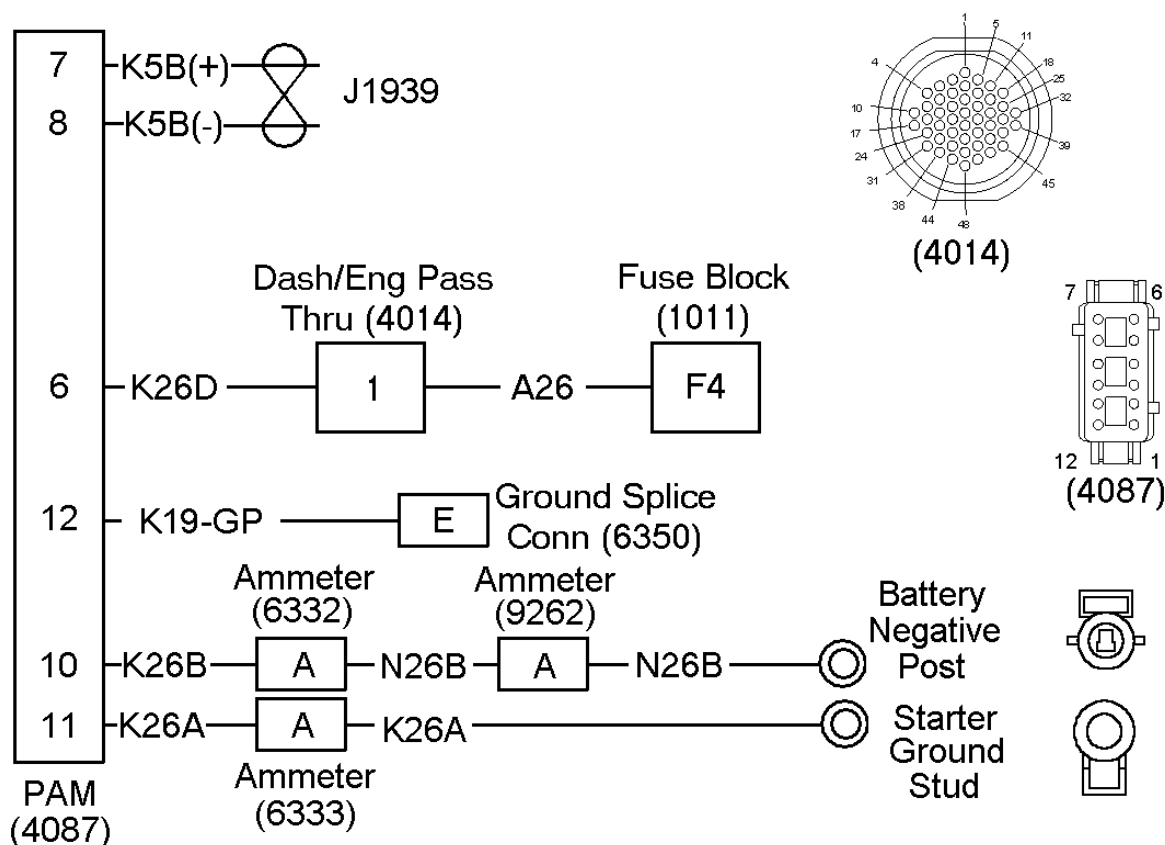 7
K5B(+)
J1939
8
K5B(-)
1
5
11
18
25
32
39
45
48
44
38
31
24
17
10
4
(4014)
Dash/Eng Pass
Thru (4014)
Fuse Block
(1011)
6
K26D
1
A26
F4
7
6
12
1
(4087)
12
K19-GP
E
Ground Splice
Conn (6350)
Ammeter
(6332)
Ammeter
(9262)
10
K26B
A
N26B
A
N26B
Battery
Negative
Post
11
K26A
A
K26A
Starter
Ground
Stud
Ammeter
(6333)
PAM
(4087)